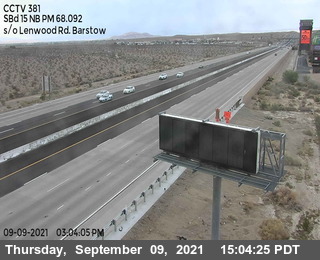 CCTV 381
SBd 15 NB PM 68.092
s/o Lenwood Rd. Barstow
09-09-2021 03:04:05 PM
Thursday, September 09, 2021 15:04:25 PDT